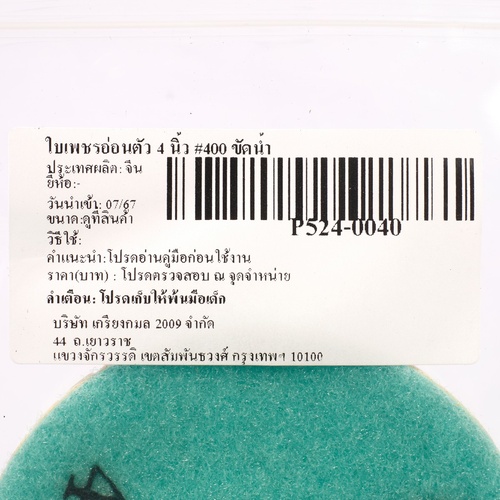 ใบเพชรอ่อนตัว 4 นิ้ว #400 ขัดน้ำ
ประเทศผลิต: จีน
ยี่ห้อ:-
วันนำเข้า: 07/67
ขนาด:ดูที่สินค้า
P524-0040
วิธีใช้:
คำแนะนำ:โปรดอ่านคู่มือก่อนใช้งาน
ราคา(บาท) : โปรดตรวจสอบ ณ จุดจำหน่าย
คำเตือน: โปรดเก็บให้พ้นมือเด็ก
บริษัท เกรียงกมล 2009 จำกัด
44 ถ.เยาวราช
แขวงจักรวรรดิ เขตสัมพันธวงศ์ กรุงเทพฯ 10100